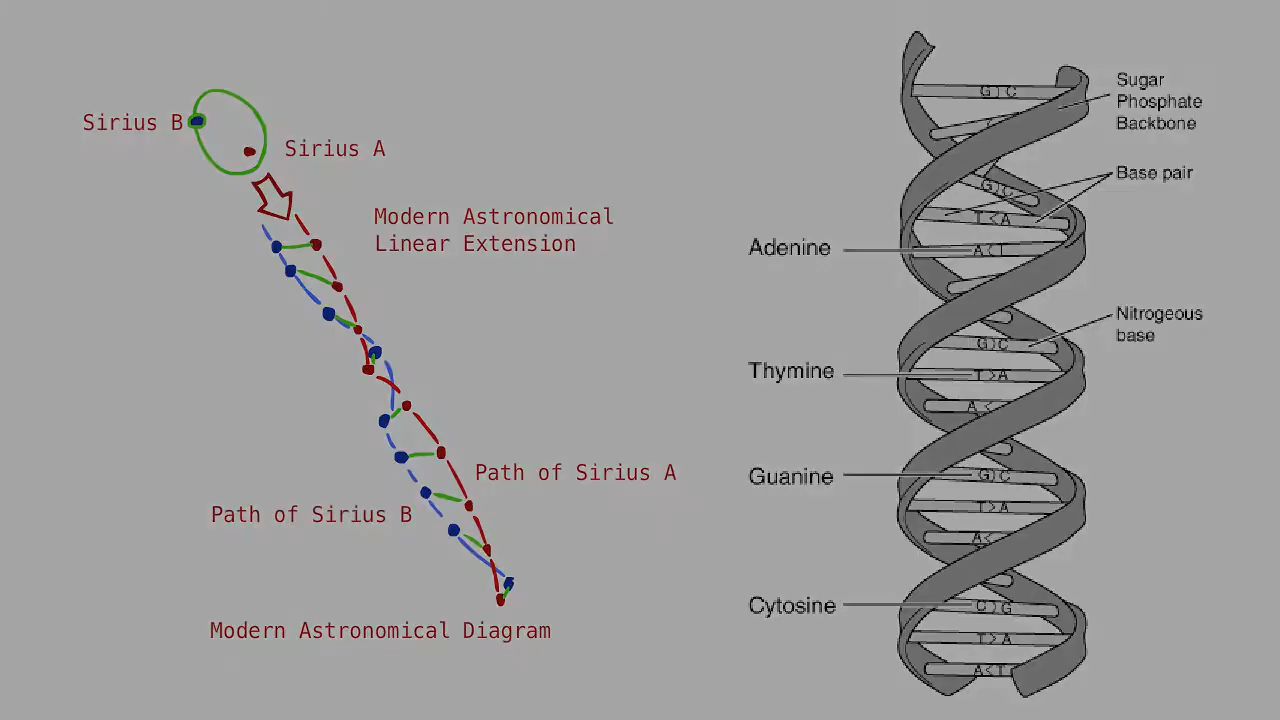 Sirius B
Sirius A
Modern Astronomical
Linear Extension
Path of Sirius A
Path of Sirius B
Modern Astronomical Diagram
Sugar
Phosphate
Backbone
Base pair
Adenine
Nitrogeous
base
Thymine
Guanine
Cytosine
G C
G C
T A
A T
G C
T A
A
G C
T A
A
T A
A T